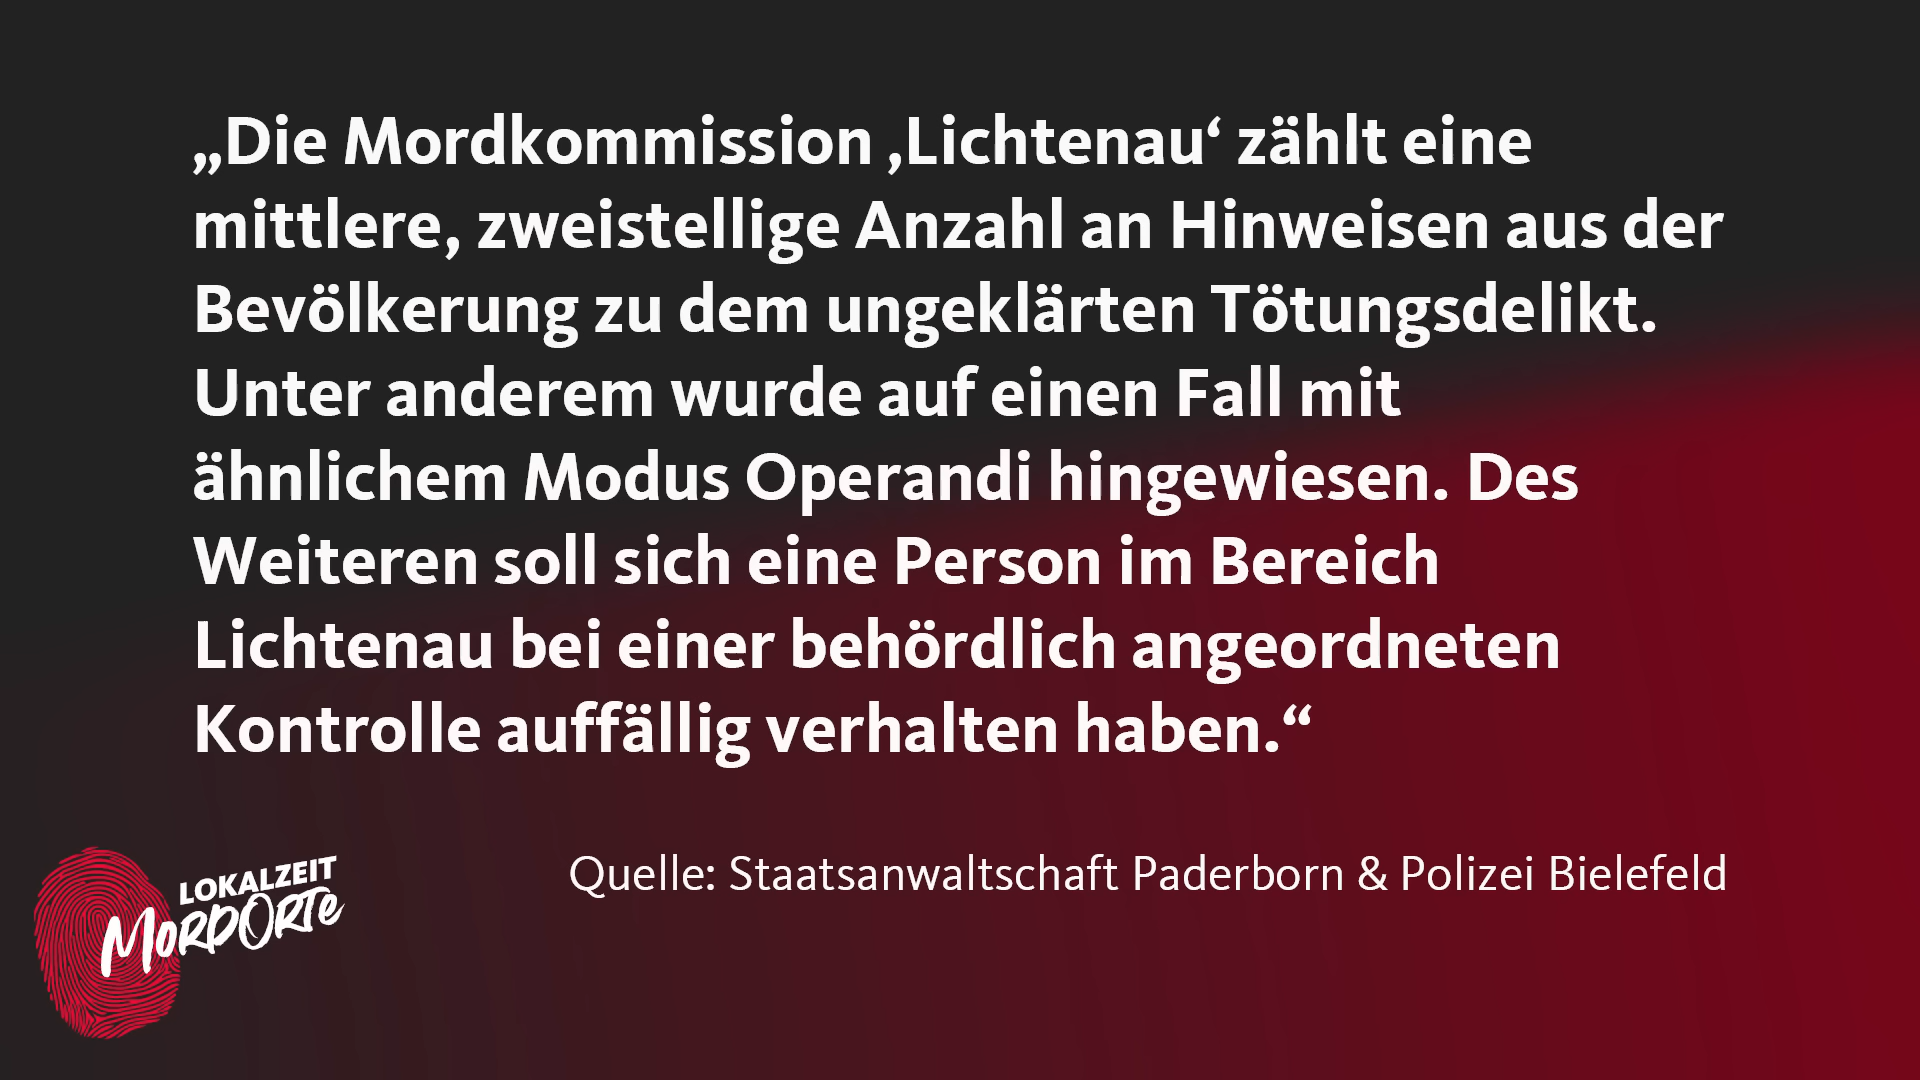 „Die Mordkommission ‚Lichtenau‘ zählt eine
mittlere, zweistellige Anzahl an Hinweisen aus der
Bevölkerung zu dem ungeklärten Tötungsdelikt.
Unter anderem wurde auf einen Fall mit
ähnlichem Modus Operandi hingewiesen. Des
Weiteren soll sich eine Person im Bereich
Lichtenau bei einer behördlich angeordneten
Kontrolle auffällig verhalten haben.“
Quelle: Staatsanwaltschaft Paderborn & Polizei Bielefeld
LOKALZEIT
MORDORTe